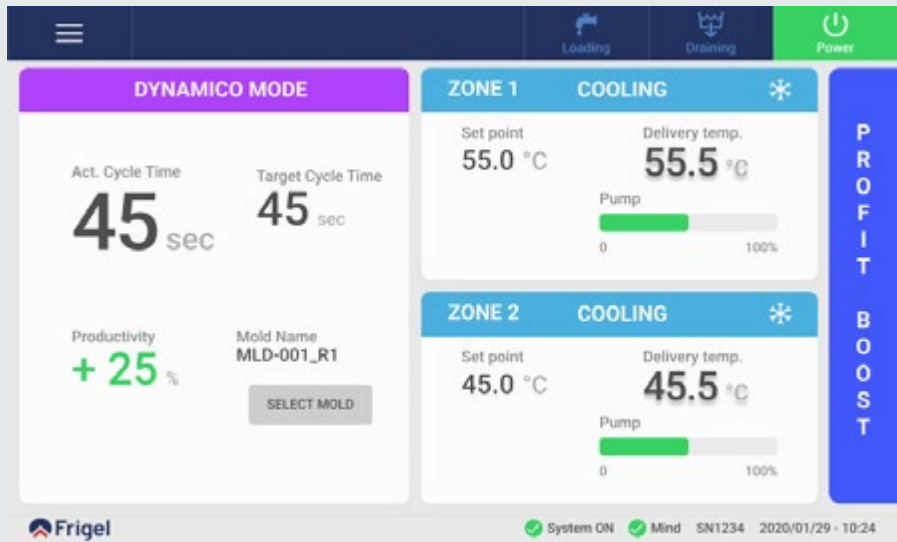 Loading
Draining
Power
DYNAMICO MODE
Act. Cycle Time
45 sec
Target Cycle Time
45 sec
Productivity
+ 25 %
Mold Name
MLD-001_R1
SELECT MOLD
ZONE 1 COOLING
Set point
55.0 °C
Delivery temp.
55.5 °C
Pump
0 100%
ZONE 2 COOLING
Set point
45.0 °C
Delivery temp.
45.5 °C
Pump
0 100%
PROFIT BOOST
Frigel
System ON Mind SN1234 2020/01/29 - 10:24